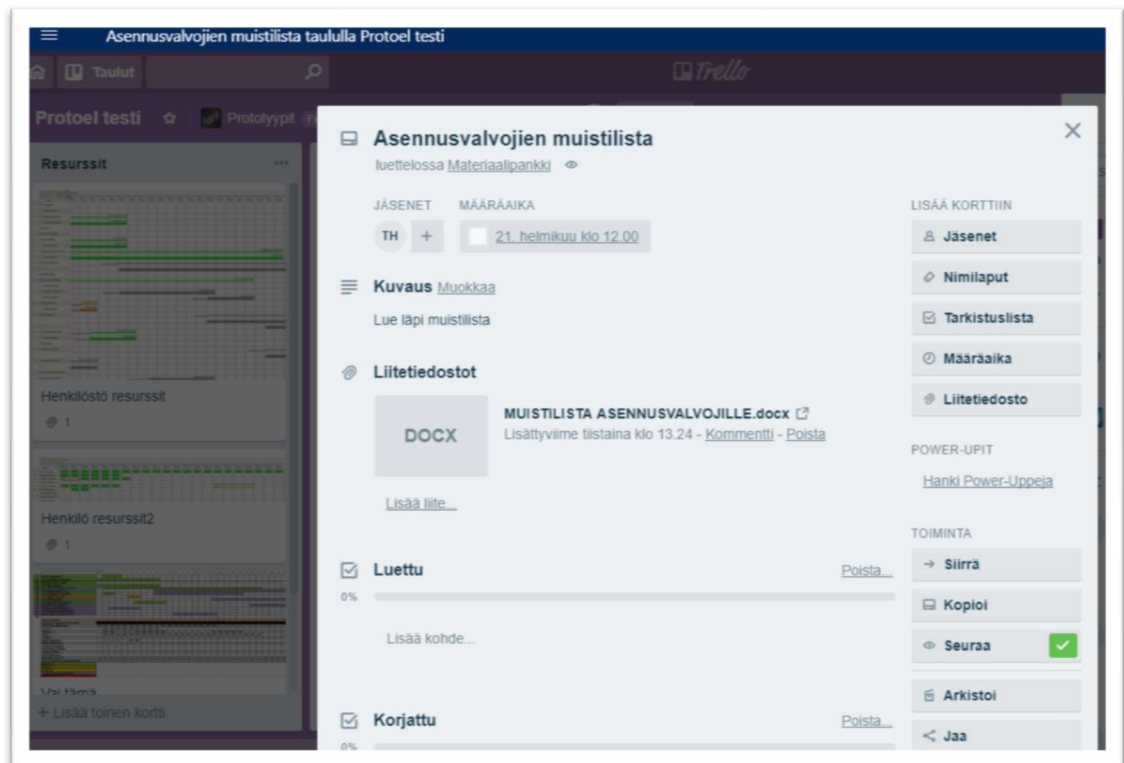 Asennusvalvojien muistilista taululla Protoel testi
Taulut
Trello
Protoel testi
Prototyypit
Resurssit
Henkilöstö resurssit
1
Henkilö resurssit2
1
Vai tämä
+ Lisää toinen kortti
Asennusvalvojien muistilista
luettelossa Materiaalipankki
JÄSENET MÄÄRÄAIKA
TH + 21. helmikuu klo 12.00
Kuvaus Muokkaa
Lue läpi muistilista
Liitetiedostot
DOCX
MUISTILISTA ASENNUSVALVOJILLE.docx
Lisättyviime tiistaina klo 13.24 - Kommentti - Poista
Lisää liite...
Luettu Poista...
0%
Lisää kohde...
Korjattu Poista...
0%
LISÄÄ KORTTIIN
Jäsenet
Nimilaput
Tarkistuslista
Määräaika
Liitetiedosto
POWER-UPIT
Hanki Power-Uppeja
TOIMINTA
Siirrä
Kopioi
Seuraa
Arkistoi
Jaa